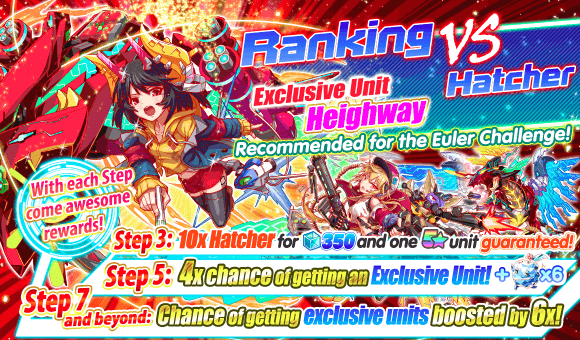 Ranking VS
Hatcher
Exclusive Unit
Heighway
Recommended for the Euler Challenge!
With each Step
come awesome
rewards!
Step 3: 10x Hatcher for 350 and one 5★ unit guaranteed!
Step 5: 4x chance of getting an Exclusive Unit! + x6
Step 7
and beyond: Chance of getting exclusive units boosted by 6x!